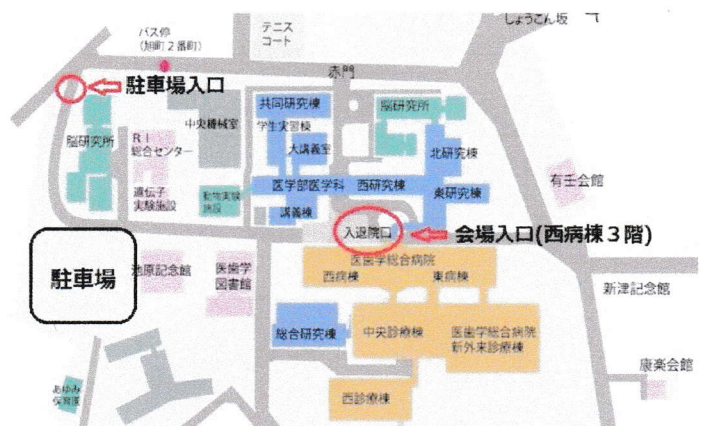 しょうこん坂
バス停
(旭町２番町)
テニス
コート
赤門
駐車場入口
共同研究棟
脳研究所
中央機械室
学生実習棟
脳研究所
ＲＩ
総合センター
大講義室
北研究棟
医学部医学科
西研究棟
東研究棟
有壬会館
遺伝子
実験施設
動物実験
施設
講義棟
入退院口
会場入口(西病棟３階)
医歯学総合病院
駐車場
池原記念館
医歯学
図書館
西病棟
東病棟
新津記念館
総合研究棟
中央診療棟
医歯学総合病院
新外来診療棟
康楽会館
あゆみ
保育園
西診療棟